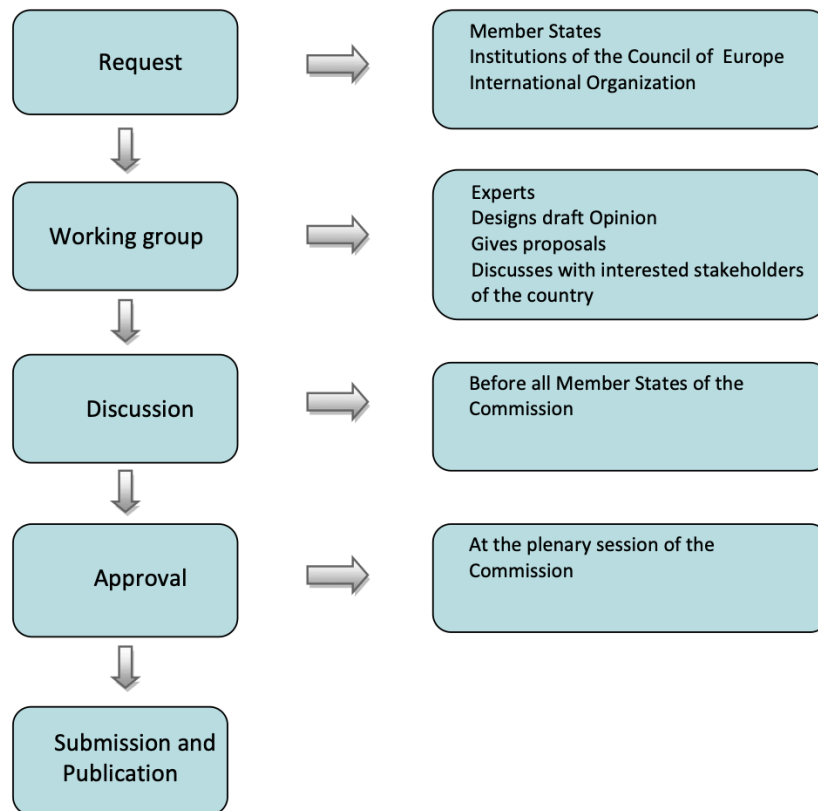 Request
Member States
Institutions of the Council of Europe
International Organization
Working group
Experts
Designs draft Opinion
Gives proposals
Discusses with interested stakeholders
of the country
Discussion
Before all Member States of the
Commission
Approval
At the plenary session of the
Commission
Submission and
Publication